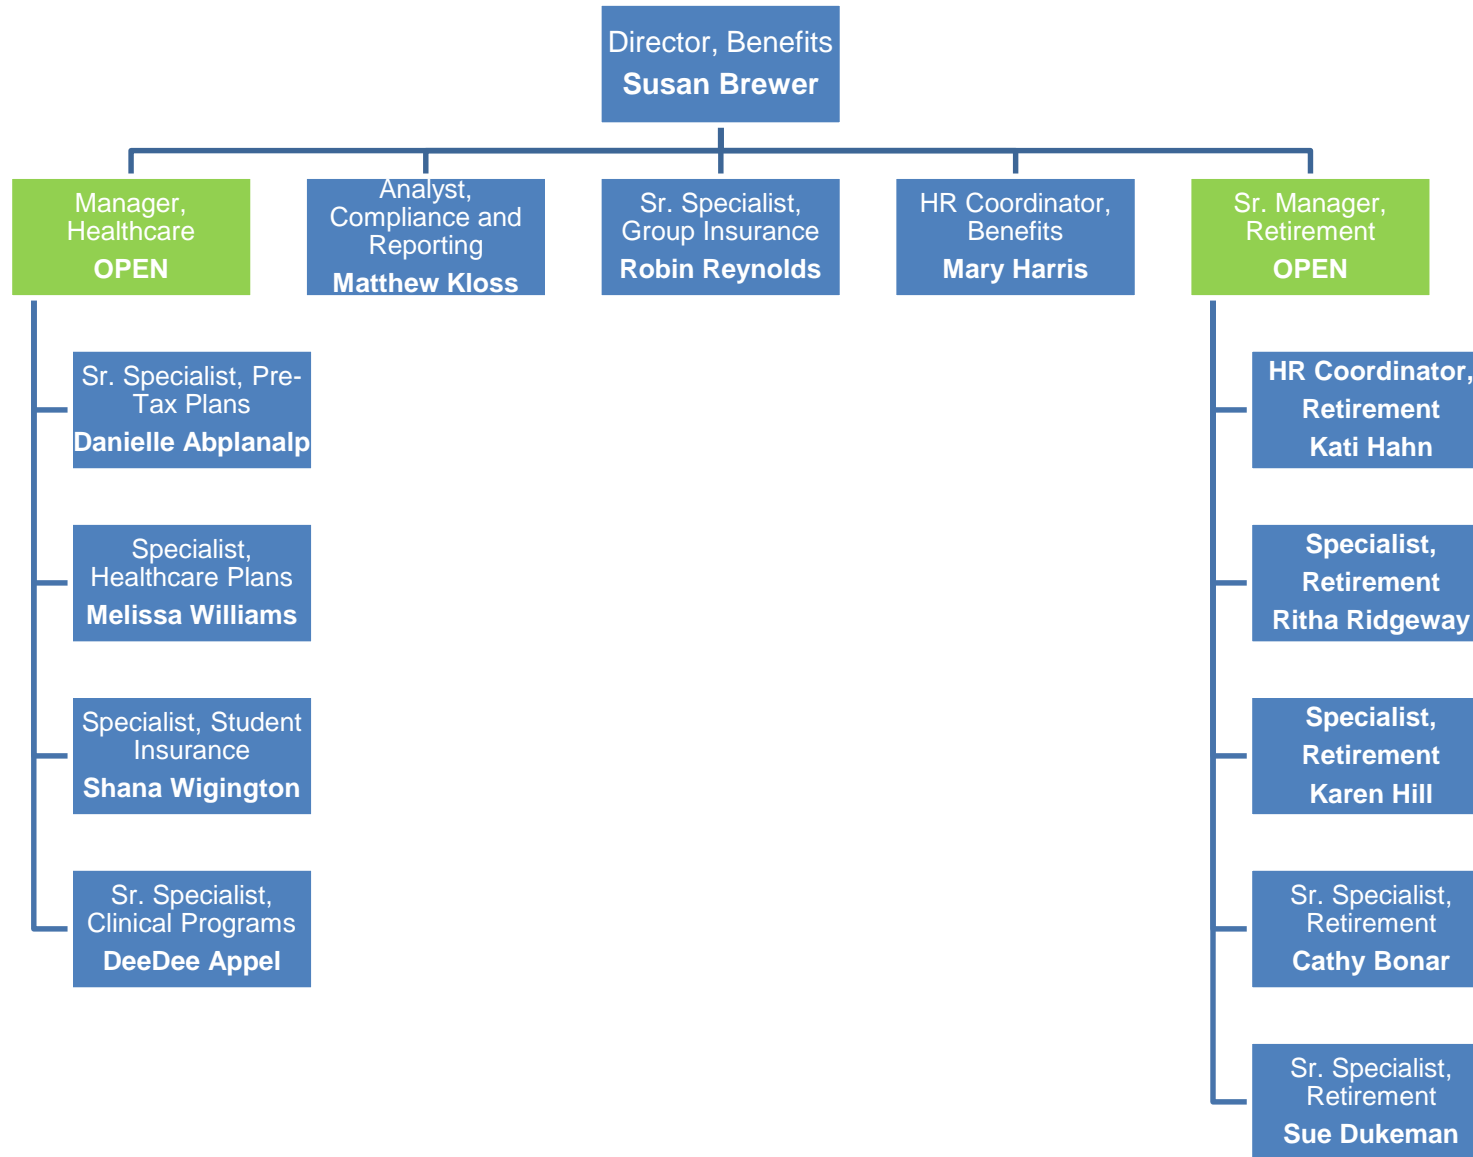 Director, Benefits
Susan Brewer
Manager,
Healthcare
OPEN
Analyst,
Compliance and
Reporting
Matthew Kloss
Sr. Specialist,
Group Insurance
Robin Reynolds
HR Coordinator,
Benefits
Mary Harris
Sr. Manager,
Retirement
OPEN
Sr. Specialist, Pre-
Tax Plans
Danielle Abplanalp
Specialist,
Healthcare Plans
Melissa Williams
Specialist, Student
Insurance
Shana Wigington
Sr. Specialist,
Clinical Programs
DeeDee Appel
HR Coordinator,
Retirement
Kati Hahn
Specialist,
Retirement
Ritha Ridgeway
Specialist,
Retirement
Karen Hill
Sr. Specialist,
Retirement
Cathy Bonar
Sr. Specialist,
Retirement
Sue Dukeman